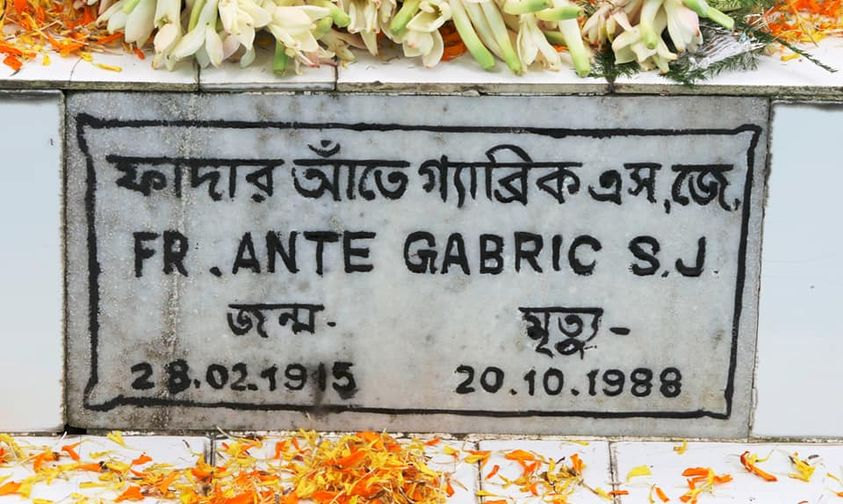 ফাদার আঁতে গ্যাব্রিক এস,জে,
FR. ANTE GABRIC S.J.
জন্ম- মৃত্যু-
28.02.1915 20.10.1988